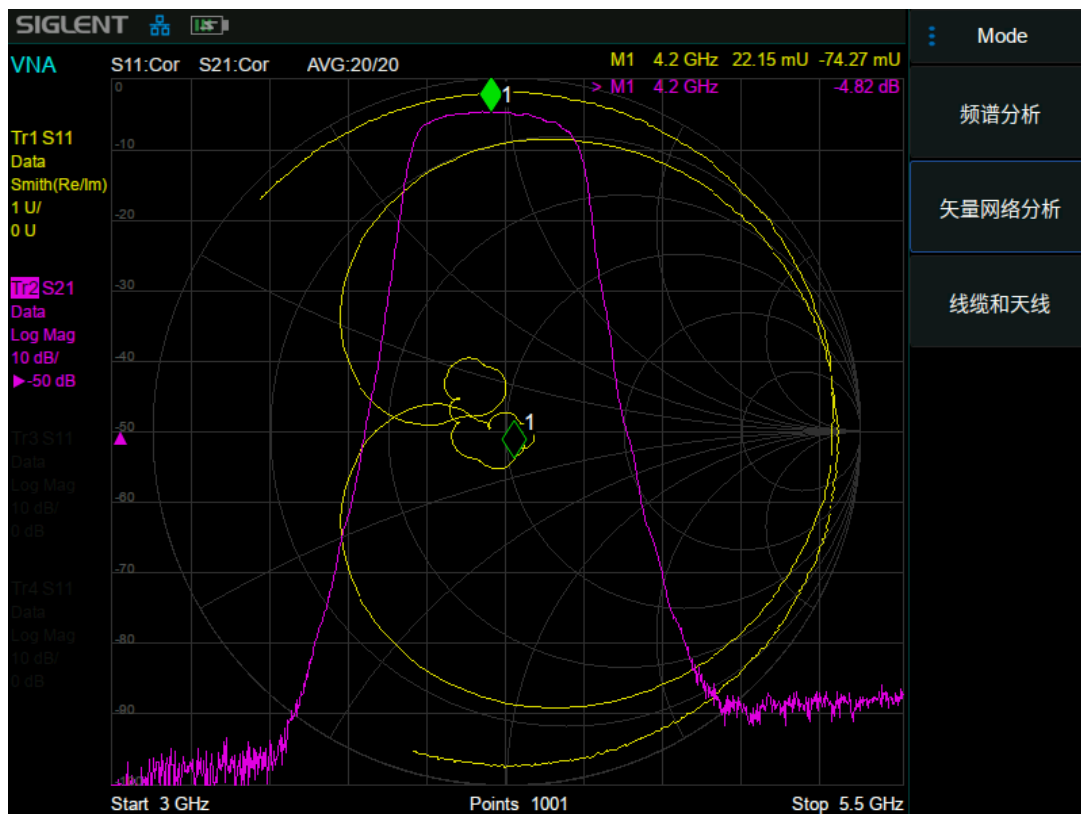 SIGLENT
Mode
VNA
S11:Cor S21:Cor AVG:20/20
M1 4.2 GHz 22.15 mU -74.27 mU
> M1 4.2 GHz -4.82 dB
频谱分析
矢量网络分析
线缆和天线
Tr1 S11
Data
Smith(Re/Im)
1 U/
0 U
Tr2 S21
Data
Log Mag
10 dB/
▶-50 dB
Tr3 S11
Data
Log Mag
10 dB/
0 dB
Tr4 S11
Data
Log Mag
10 dB/
0 dB
0
-10
-20
-30
-40
-50
-60
-70
-80
-90
1
1
Start 3 GHz Points 1001 Stop 5.5 GHz